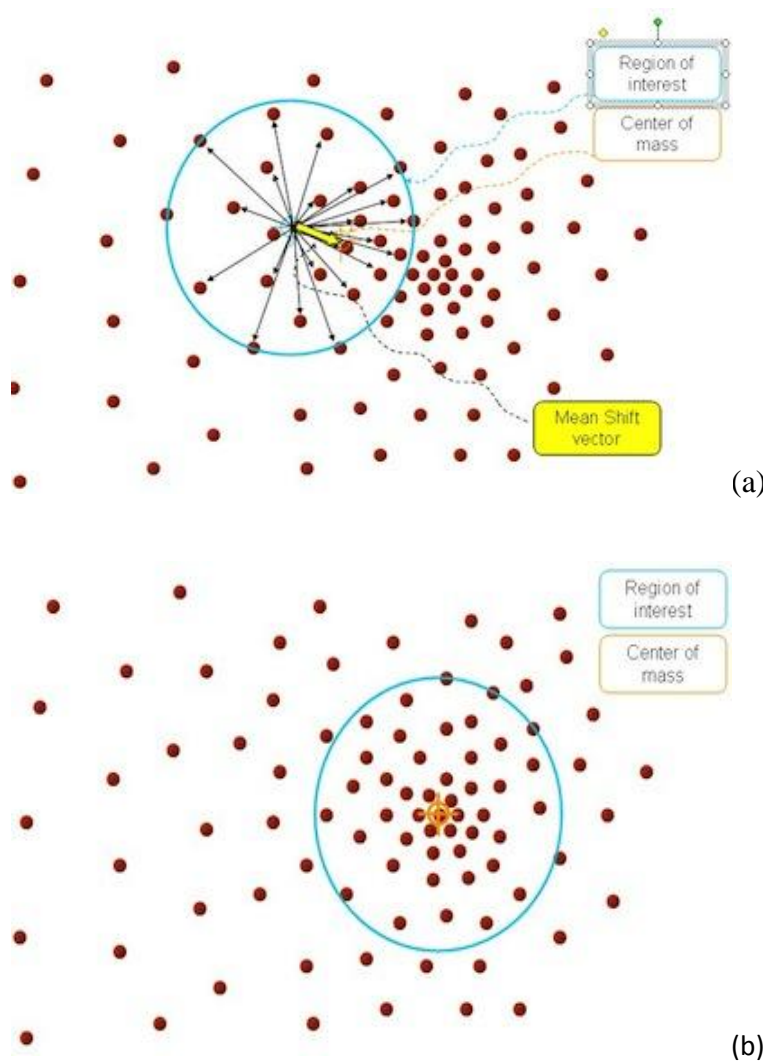 Region of
interest
Center of
mass
Mean Shift
vector
(a)
Region of
interest
Center of
mass
(b)